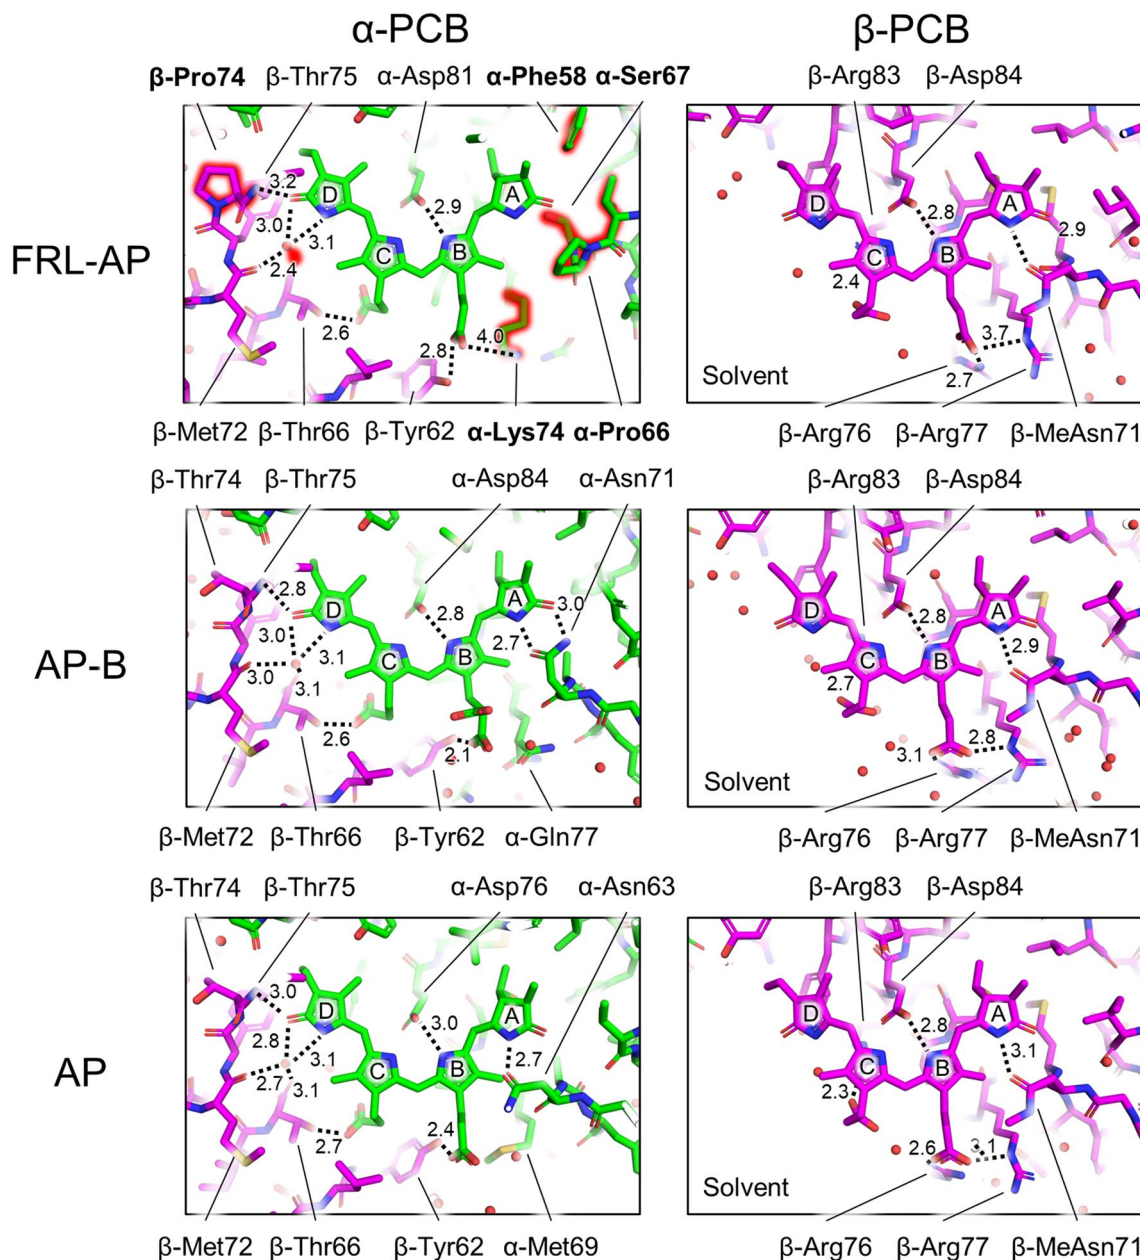 α-PCB β-PCB
β-Pro74 β-Thr75 α-Asp81 α-Phe58 α-Ser67 β-Arg83 β-Asp84
FRL-AP
3.2
D
3.0
3.1
2.4
2.9
A
C
B
2.6
2.8
4.0
D
2.8
A
2.9
C
B
2.4
3.7
2.7
Solvent
β-Met72 β-Thr66 β-Tyr62 α-Lys74 α-Pro66 β-Arg76 β-Arg77 β-MeAsn71
β-Thr74 β-Thr75 α-Asp84 α-Asn71 β-Arg83 β-Asp84
AP-B
2.8
D
3.0
3.1
3.0
3.1
2.8
A
3.0
2.7
C
B
2.6
2.1
D
2.8
A
2.9
C
B
2.7
2.8
3.1
Solvent
β-Met72 β-Thr66 β-Tyr62 α-Gln77 β-Arg76 β-Arg77 β-MeAsn71
β-Thr74 β-Thr75 α-Asp76 α-Asn63 β-Arg83 β-Asp84
AP
3.0
D
2.8
3.1
2.7
3.1
3.0
A
2.7
C
B
2.7
2.4
D
2.8
A
3.1
C
B
2.3
2.6
3.1
Solvent
β-Met72 β-Thr66 β-Tyr62 α-Met69 β-Arg76 β-Arg77 β-MeAsn71